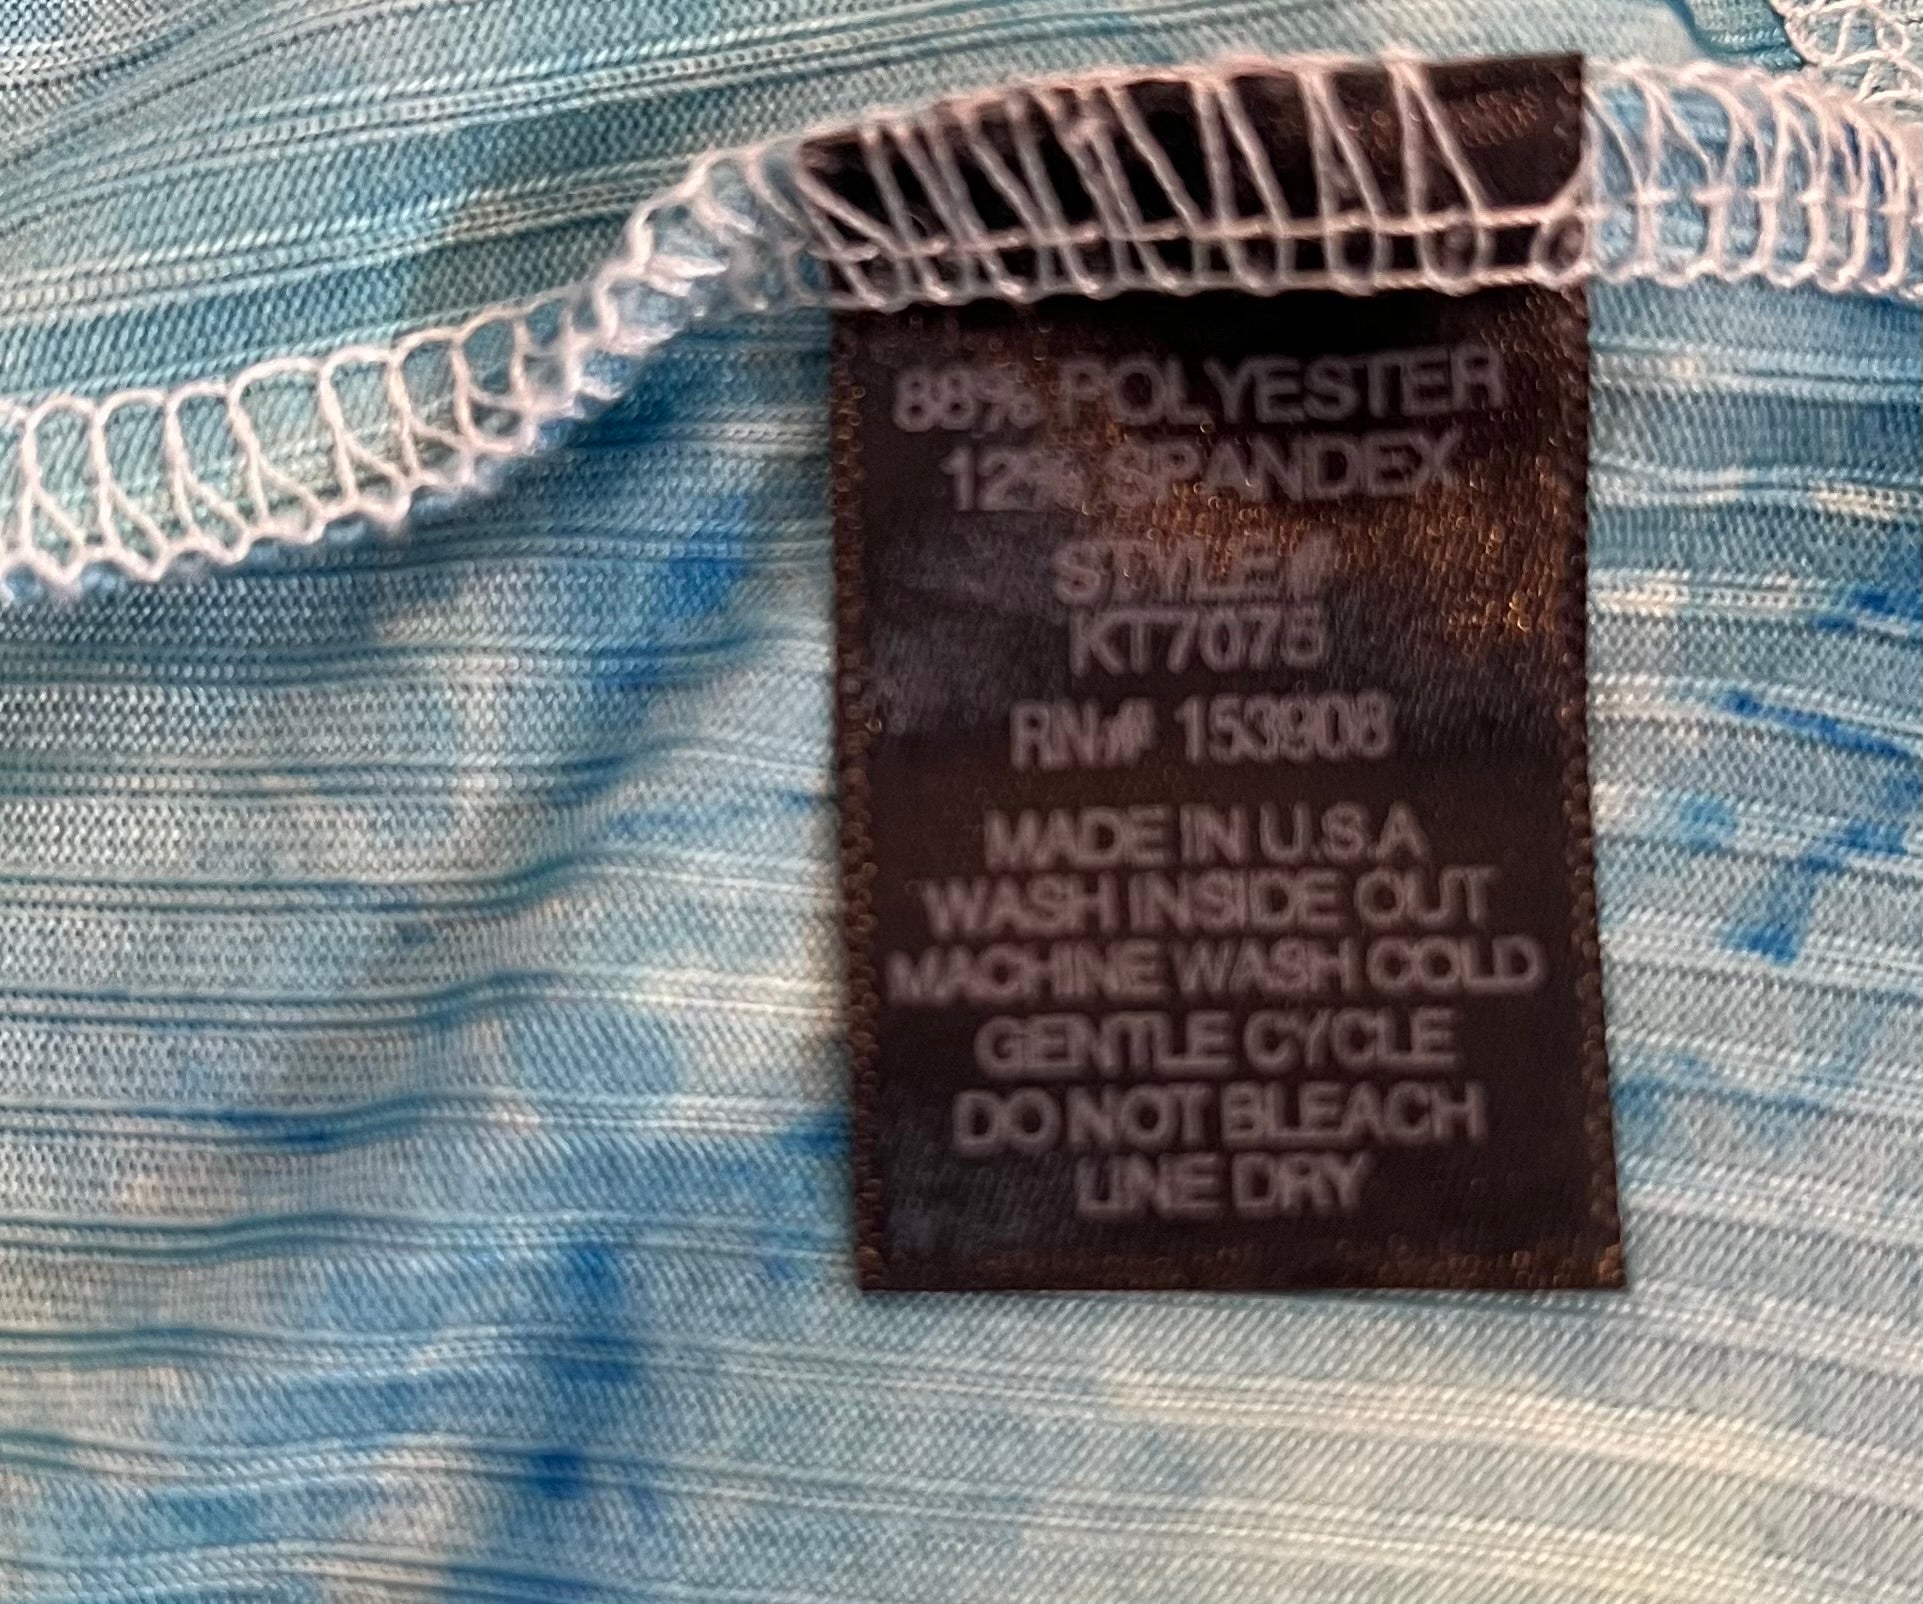 88% POLYESTER
12% SPANDEX
STYLE#
KT7075
RN# 153908
MADE IN U.S.A
WASH INSIDE OUT
MACHINE WASH COLD
GENTLE CYCLE
DO NOT BLEACH
LINE DRY